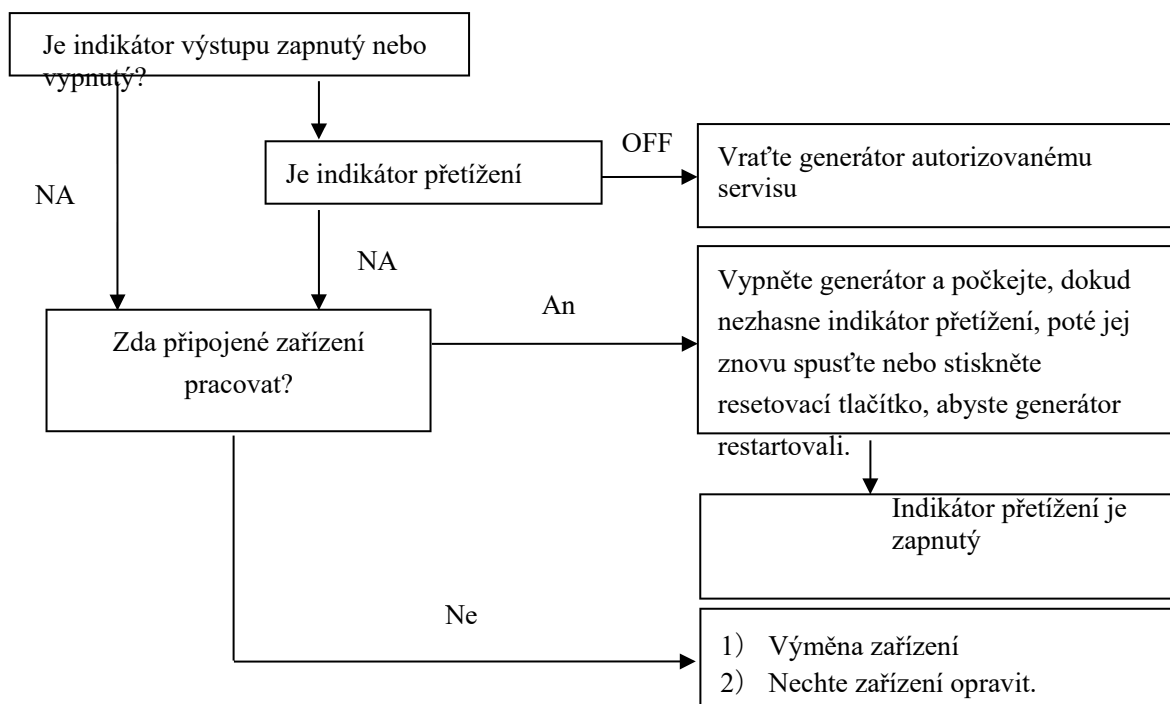 Je indikátor výstupu zapnutý nebo
vypnutý?
OFF
Vraťte generátor autorizovanému
servisu
Je indikátor přetížení
NA
NA
Vypněte generátor a počkejte, dokud
nezhasne indikátor přetížení, poté jej
znovu spusťte nebo stiskněte
resetovací tlačítko, abyste generátor
restartovali.
An
Zda připojené zařízení
pracovat?
Indikátor přetížení je
zapnutý
Ne
1） Výměna zařízení
2） Nechte zařízení opravit.